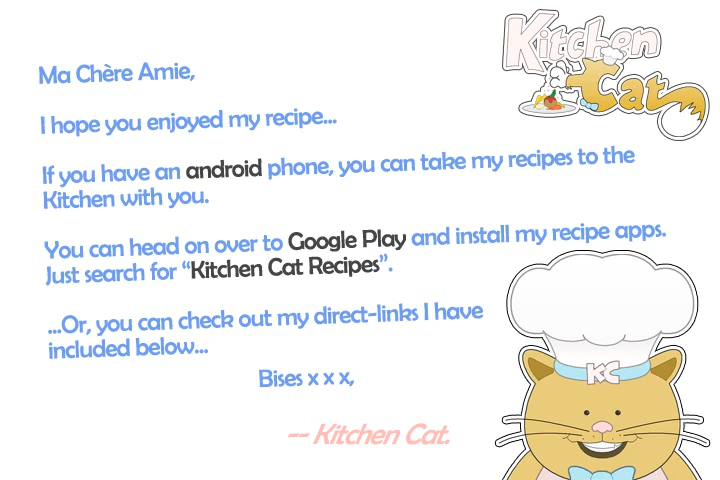 Kitchen
Cat
Ma Chère Amie,
I hope you enjoyed my recipe...
If you have an android phone, you can take my recipes to the
Kitchen with you.
You can head on over to Google Play and install my recipe apps.
Just search for “Kitchen Cat Recipes”.
...Or, you can check out my direct-links I have
included below...
Bises x x x,
-- Kitchen Cat.
KC